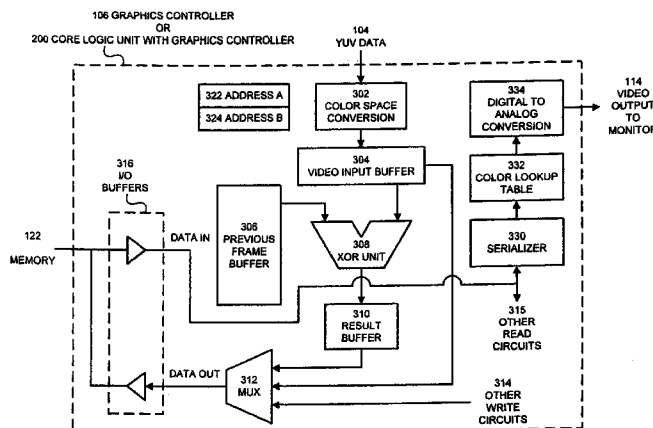 106 GRAPHICS CONTROLLER
OR
200 CORE LOGIC UNIT WITH GRAPHICS CONTROLLER
104
YUV DATA
322 ADDRESS A
324 ADDRESS B
302
COLOR SPACE
CONVERSION
334
DIGITAL TO
ANALOG
CONVERSION
114
VIDEO
OUTPUT
TO
MONITOR
304
VIDEO INPUT BUFFER
332
COLOR LOOKUP
TABLE
316
I/O
BUFFERS
306
PREVIOUS
FRAME
BUFFER
308
XOR UNIT
330
SERIALIZER
122
MEMORY
DATA IN
310
RESULT
BUFFER
315
OTHER
READ
CIRCUITS
DATA OUT
312
MUX
314
OTHER
WRITE
CIRCUITS